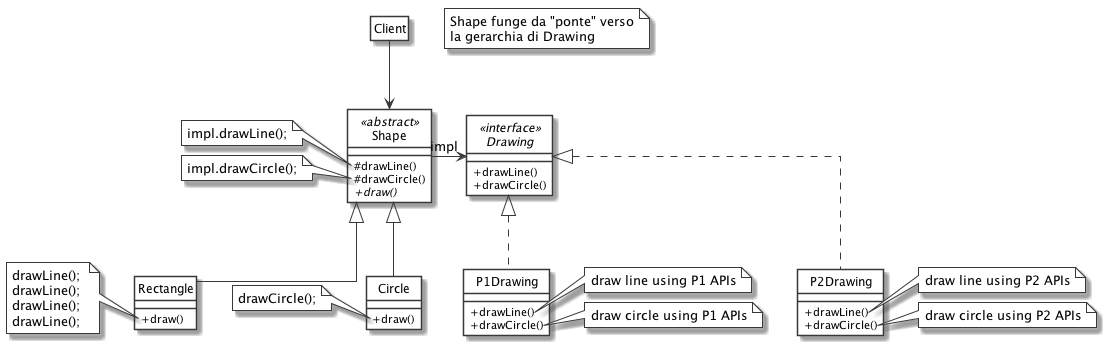 Client
Shape funge da "ponte" verso
la gerarchia di Drawing
«abstract»
Shape
#drawLine()
#drawCircle()
+draw()
impl.drawLine();
impl.drawCircle();
impl
«interface»
Drawing
+drawLine()
+drawCircle()
drawLine();
drawLine();
drawLine();
drawLine();
Rectangle
+draw()
drawCircle();
Circle
+draw()
P1Drawing
+drawLine()
+drawCircle()
draw line using P1 APIs
draw circle using P1 APIs
P2Drawing
+drawLine()
+drawCircle()
draw line using P2 APIs
draw circle using P2 APIs